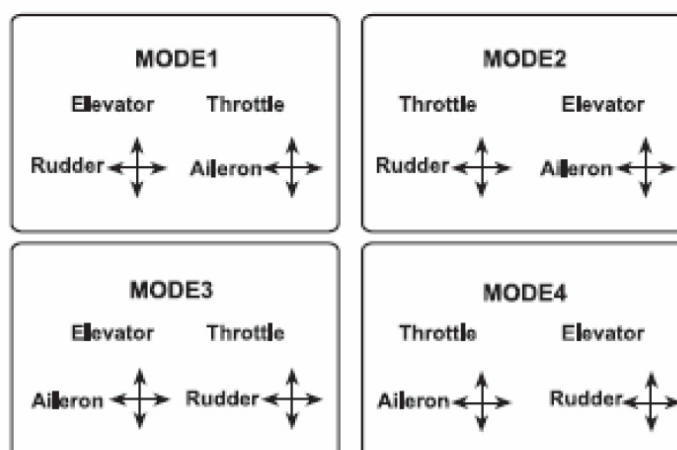 MODE1
Elevator Throttle
Rudder Aileron
MODE2
Throttle Elevator
Rudder Aileron
MODE3
Elevator Throttle
Aileron Rudder
MODE4
Throttle Elevator
Aileron Rudder